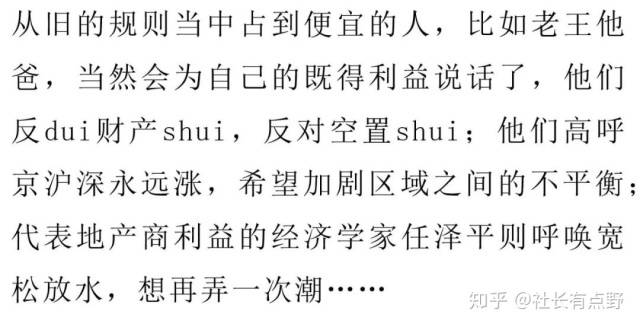 从旧的规则当中占到便宜的人，比如老王他
爸，当然会为自己的既得利益说话了，他们
反dui财产shui，反对空置shui；他们高呼
京沪深永远涨，希望加剧区域之间的不平衡；
代表地产商利益的经济学家任泽平则呼唤宽
松放水，想再弄一次潮……
知乎 @社长有点野